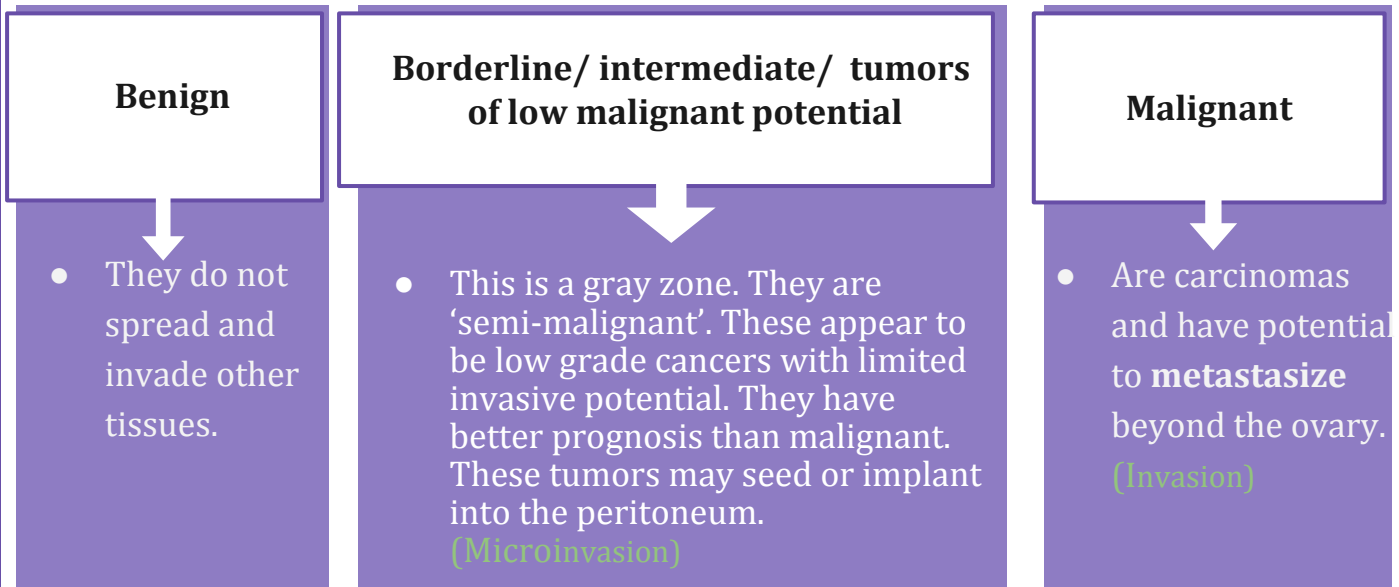 Benign
● They do not
spread and
invade other
tissues.
Borderline/ intermediate/ tumors
of low malignant potential
● This is a gray zone. They are
‘semi-malignant’. These appear to
be low grade cancers with limited
invasive potential. They have
better prognosis than malignant.
These tumors may seed or implant
into the peritoneum.
(Microinvasion)
Malignant
● Are carcinomas
and have potential
to metastasize
beyond the ovary.
(Invasion)